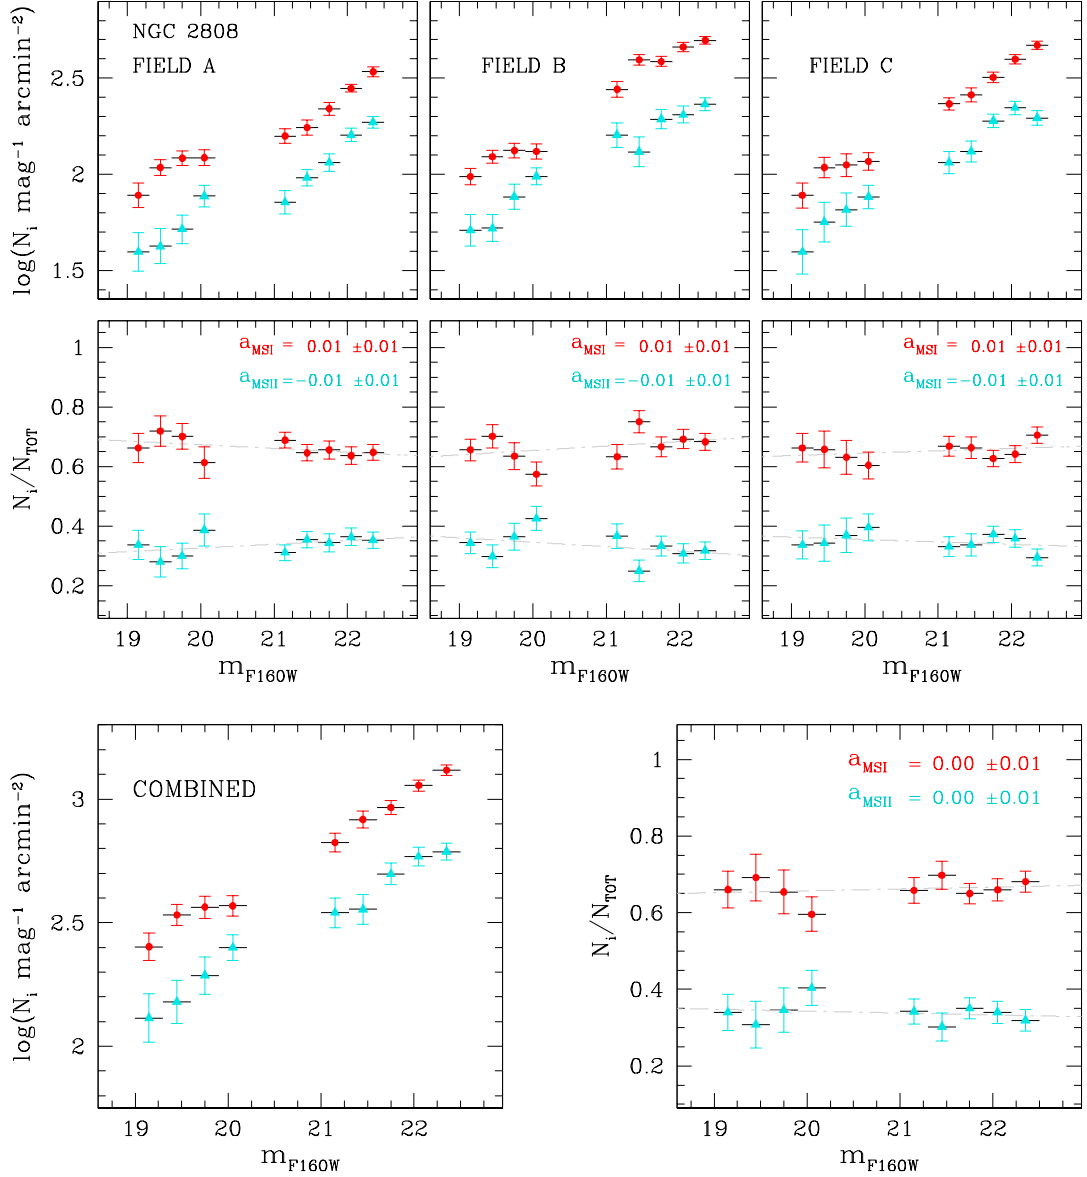 NGC 2808
FIELD A
FIELD B
FIELD C
log(N_i mag⁻¹ arcmin⁻²)
2.5
2
1.5
a_MSI = 0.01 ±0.01
a_MSII =−0.01 ±0.01
a_MSI = 0.01 ±0.01
a_MSII =−0.01 ±0.01
a_MSI = 0.01 ±0.01
a_MSII =−0.01 ±0.01
N_i/N_TOT
1
0.8
0.6
0.4
0.2
19 20 21 22
19 20 21 22
19 20 21 22
m_F160W
m_F160W
m_F160W
COMBINED
log(N_i mag⁻¹ arcmin⁻²)
3
2.5
2
19 20 21 22
m_F160W
a_MSI = 0.00 ±0.01
a_MSII = 0.00 ±0.01
N_i/N_TOT
1
0.8
0.6
0.4
0.2
19 20 21 22
m_F160W